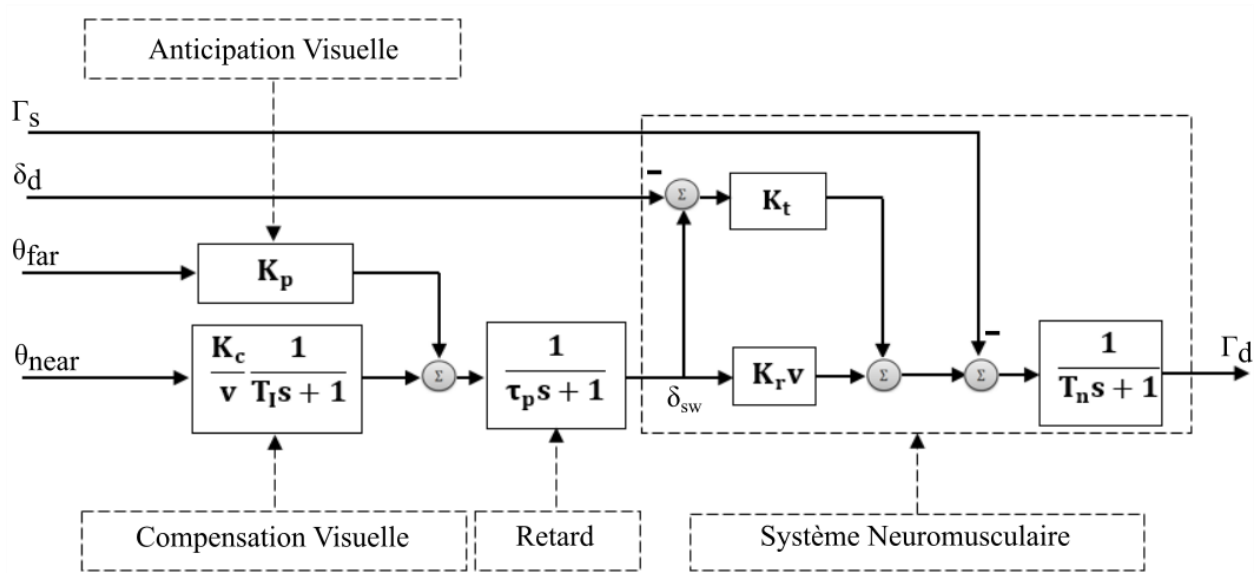 Anticipation Visuelle
Γs
δd
− Σ Kt
θfar
Kp
θnear
Kc 1
v TIs + 1
Σ
1
τps + 1
δsw
Krv
Σ
Σ
−
1
Tns + 1
Γd
Compensation Visuelle
Retard
Système Neuromusculaire